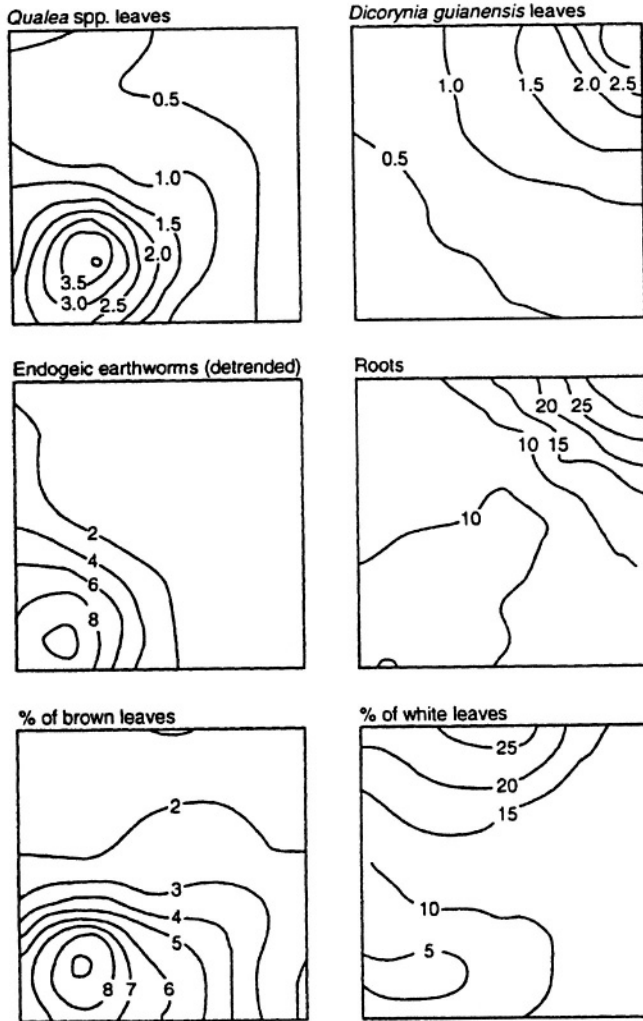 Qualea spp. leaves
0.5
1.0
1.5
2.0
3.5
3.0 2.5
Dicorynia guianensis leaves
1.0 1.5 2.0 2.5
0.5
Endogeic earthworms (detrended)
2
4
6
8
Roots
20 25
10 15
10
% of brown leaves
2
3
4
5
8 7 6
% of white leaves
25
20
15
10
5